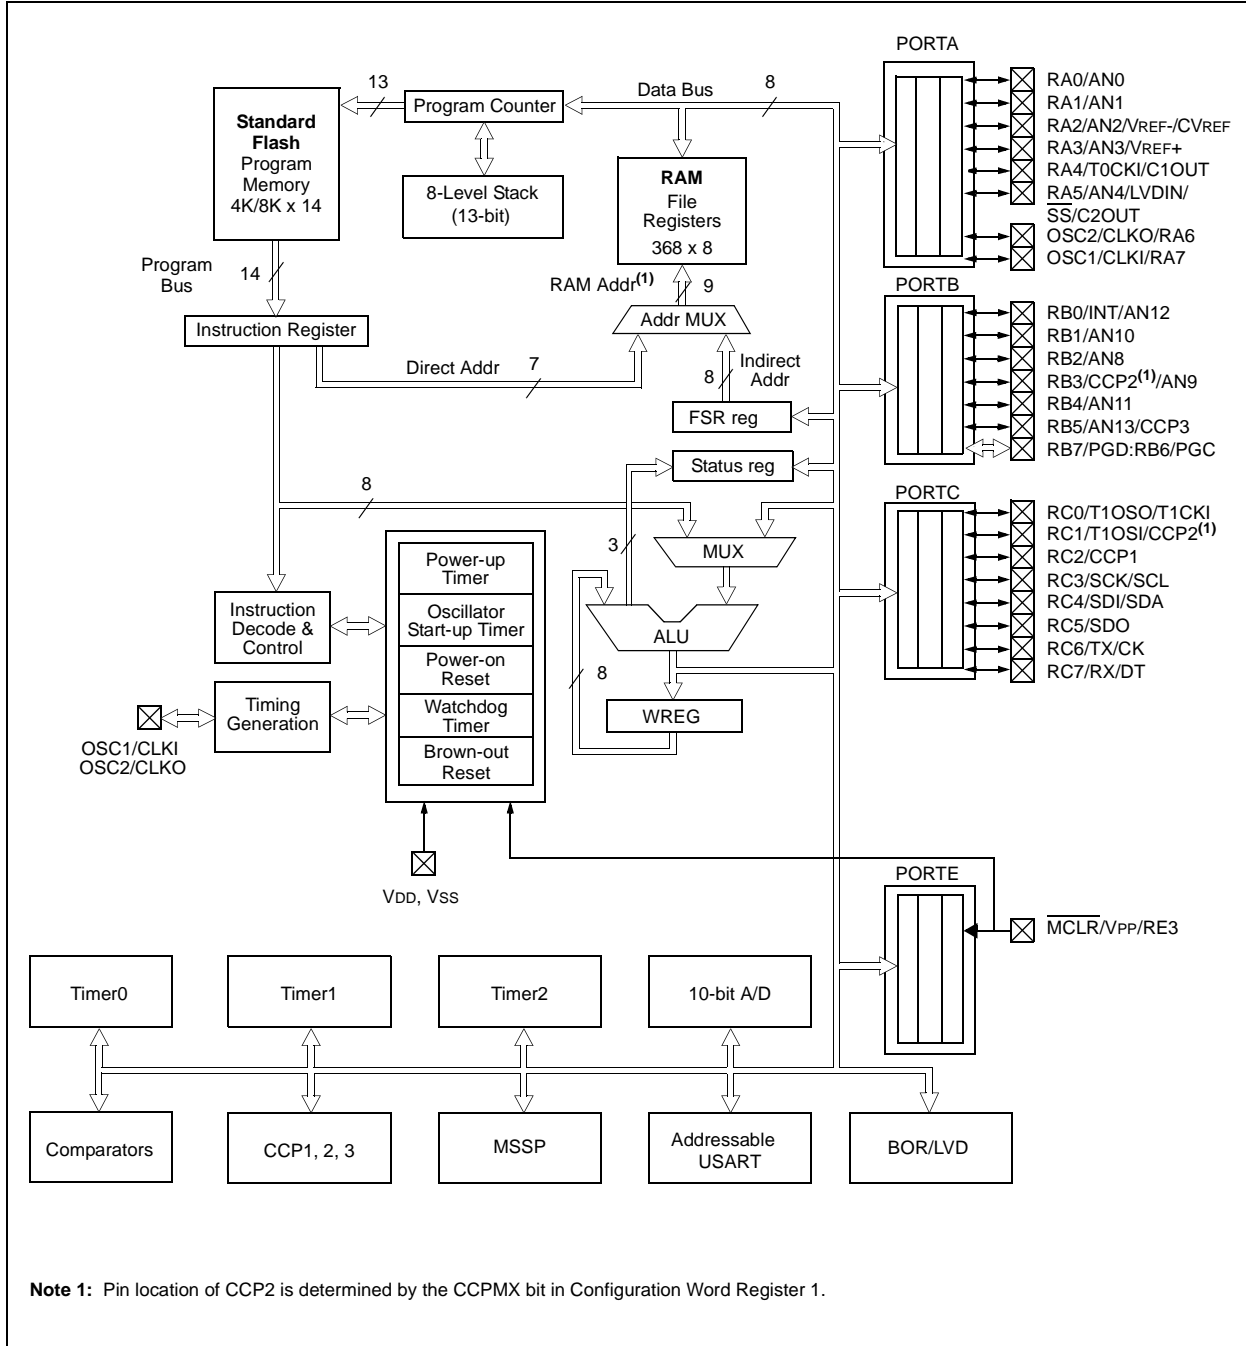 PORTA
13
Data Bus
8
Program Counter
Standard
Flash
Program
Memory
4K/8K x 14
8-Level Stack
(13-bit)
RAM
File
Registers
368 x 8
RA0/AN0
RA1/AN1
RA2/AN2/VREF-/CVREF
RA3/AN3/VREF+
RA4/T0CKI/C1OUT
RA5/AN4/LVDIN/
SS/C2OUT
OSC2/CLKO/RA6
OSC1/CLKI/RA7
Program
Bus
14
RAM Addr(1)
9
PORTB
Instruction Register
Addr MUX
Direct Addr
7
8
Indirect
Addr
FSR reg
Status reg
RB0/INT/AN12
RB1/AN10
RB2/AN8
RB3/CCP2(1)/AN9
RB4/AN11
RB5/AN13/CCP3
RB7/PGD:RB6/PGC
8
PORTC
RC0/T1OSO/T1CKI
RC1/T1OSI/CCP2(1)
RC2/CCP1
RC3/SCK/SCL
RC4/SDI/SDA
RC5/SDO
RC6/TX/CK
RC7/RX/DT
3
MUX
Power-up
Timer
Oscillator
Start-up Timer
Power-on
Reset
Watchdog
Timer
Brown-out
Reset
Instruction
Decode &
Control
ALU
8
WREG
Timing
Generation
OSC1/CLKI
OSC2/CLKO
VDD, VSS
PORTE
MCLR/VPP/RE3
Timer0
Timer1
Timer2
10-bit A/D
Comparators
CCP1, 2, 3
MSSP
Addressable
USART
BOR/LVD
Note 1: Pin location of CCP2 is determined by the CCPMX bit in Configuration Word Register 1.